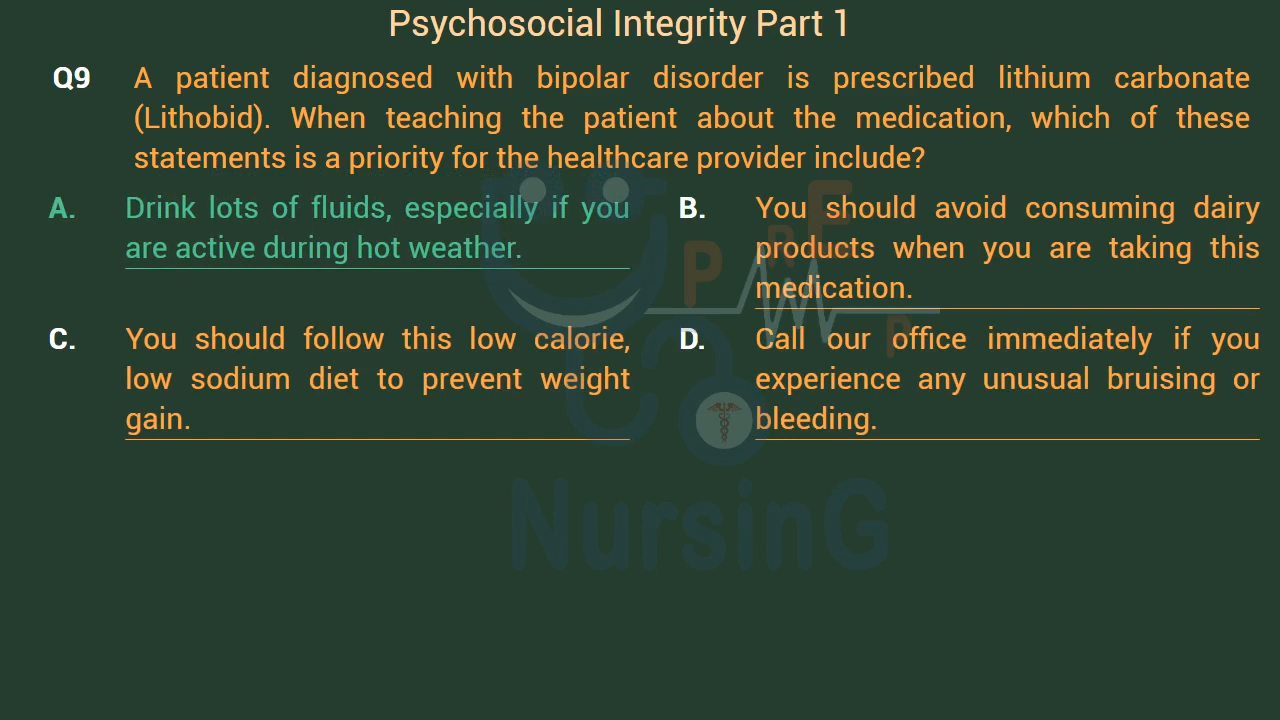 Psychosocial Integrity Part 1
Q9 A patient diagnosed with bipolar disorder is prescribed lithium carbonate
(Lithobid). When teaching the patient about the medication, which of these
statements is a priority for the healthcare provider include?
A. Drink lots of fluids, especially if you
are active during hot weather.
B. You should avoid consuming dairy
products when you are taking this
medication.
C. You should follow this low calorie,
low sodium diet to prevent weight
gain.
D. Call our office immediately if you
experience any unusual bruising or
bleeding.
P R F P
NursinG